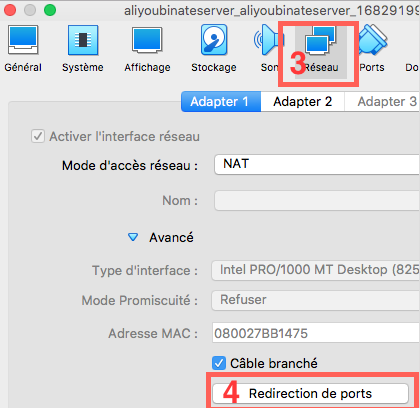 aliyoubinateserver_aliyoubinateserver_16829199
Général Système Affichage Stockage Son Réseau Ports Do
3
Adapter 1 Adapter 2 Adapter 3
Activer l'interface réseau
Mode d'accès réseau : NAT
Nom :
Avancé
Type d'interface : Intel PRO/1000 MT Desktop (825
Mode Promiscuité : Refuser
Adresse MAC : 080027BB1475
Câble branché
4 Redirection de ports